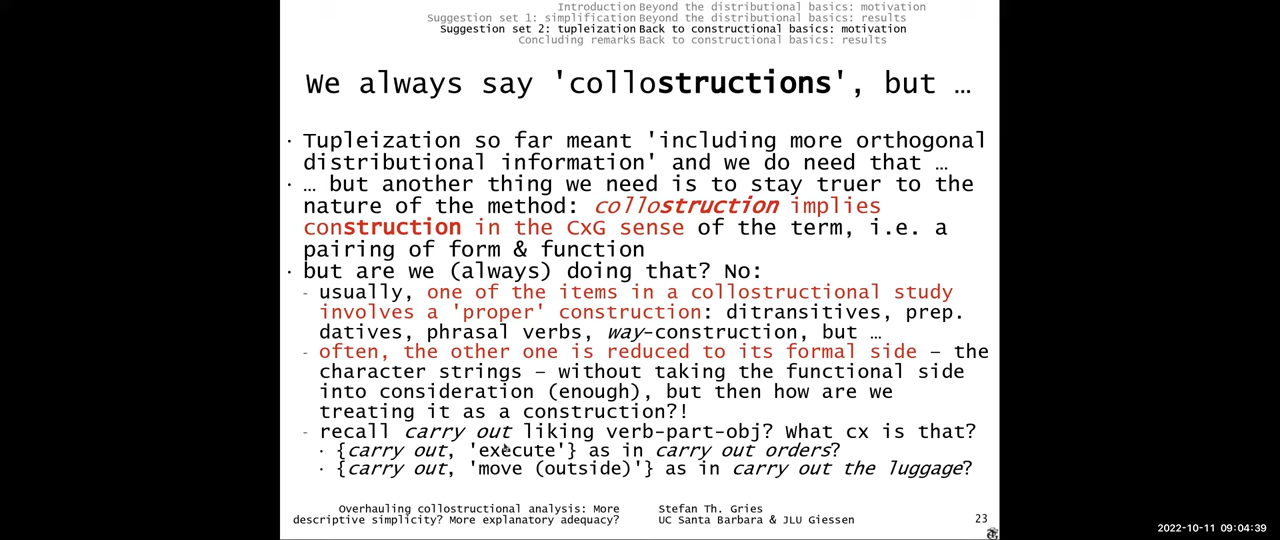 Introduction Beyond the distributional basics: motivation
Suggestion set 1: simplification Beyond the distributional basics: results
Suggestion set 2: tupleization Back to constructional basics: motivation
Concluding remarks Back to constructional basics: results
We always say 'collostructions', but …
· Tupleization so far meant 'including more orthogonal
distributional information' and we do need that …
· … but another thing we need is to stay truer to the
nature of the method: collostruction implies
construction in the CxG sense of the term, i.e. a
pairing of form & function
· but are we (always) doing that? No:
- usually, one of the items in a collostructional study
involves a 'proper' construction: ditransitives, prep.
datives, phrasal verbs, way-construction, but …
- often, the other one is reduced to its formal side – the
character strings – without taking the functional side
into consideration (enough), but then how are we
treating it as a construction?!
- recall carry out liking verb-part-obj? What cx is that?
· {carry out, 'execute'} as in carry out orders?
· {carry out, 'move (outside)'} as in carry out the luggage?
Overhauling collostructional analysis: More
descriptive simplicity? More explanatory adequacy?
Stefan Th. Gries
UC Santa Barbara & JLU Giessen
23
2022-10-11 09:04:39